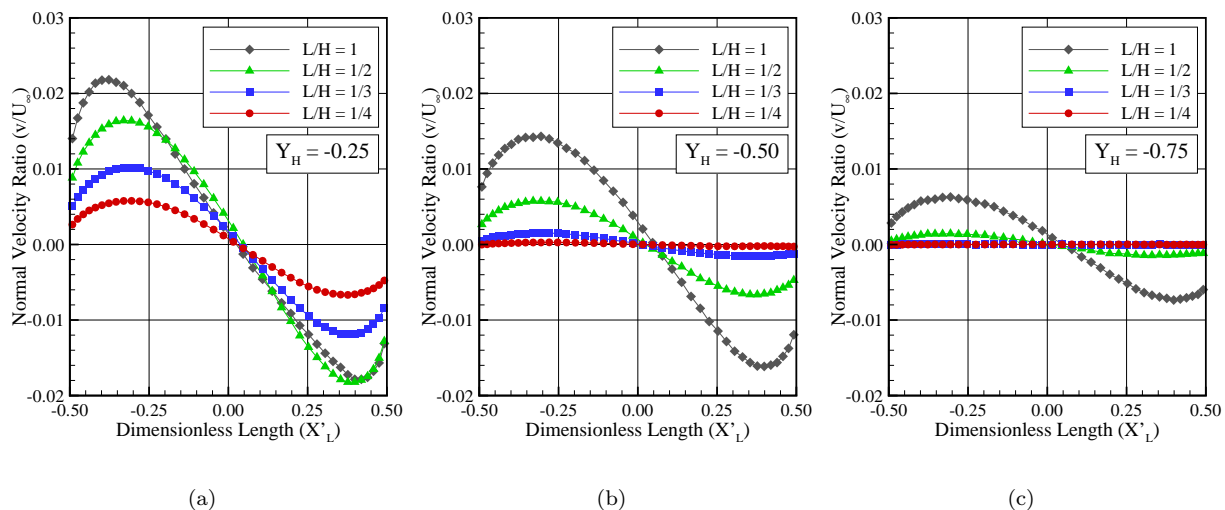 Normal Velocity Ratio (v/U∞)
0.03
0.02
0.01
0.00
-0.01
-0.02
-0.50
-0.25
0.00
0.25
0.50
Dimensionless Length (X'L)
L/H = 1
L/H = 1/2
L/H = 1/3
L/H = 1/4
YH = -0.25
(a)
Normal Velocity Ratio (v/U∞)
0.03
0.02
0.01
0.00
-0.01
-0.02
-0.50
-0.25
0.00
0.25
0.50
Dimensionless Length (X'L)
L/H = 1
L/H = 1/2
L/H = 1/3
L/H = 1/4
YH = -0.50
(b)
Normal Velocity Ratio (v/U∞)
0.03
0.02
0.01
0.00
-0.01
-0.02
-0.50
-0.25
0.00
0.25
0.50
Dimensionless Length (X'L)
L/H = 1
L/H = 1/2
L/H = 1/3
L/H = 1/4
YH = -0.75
(c)